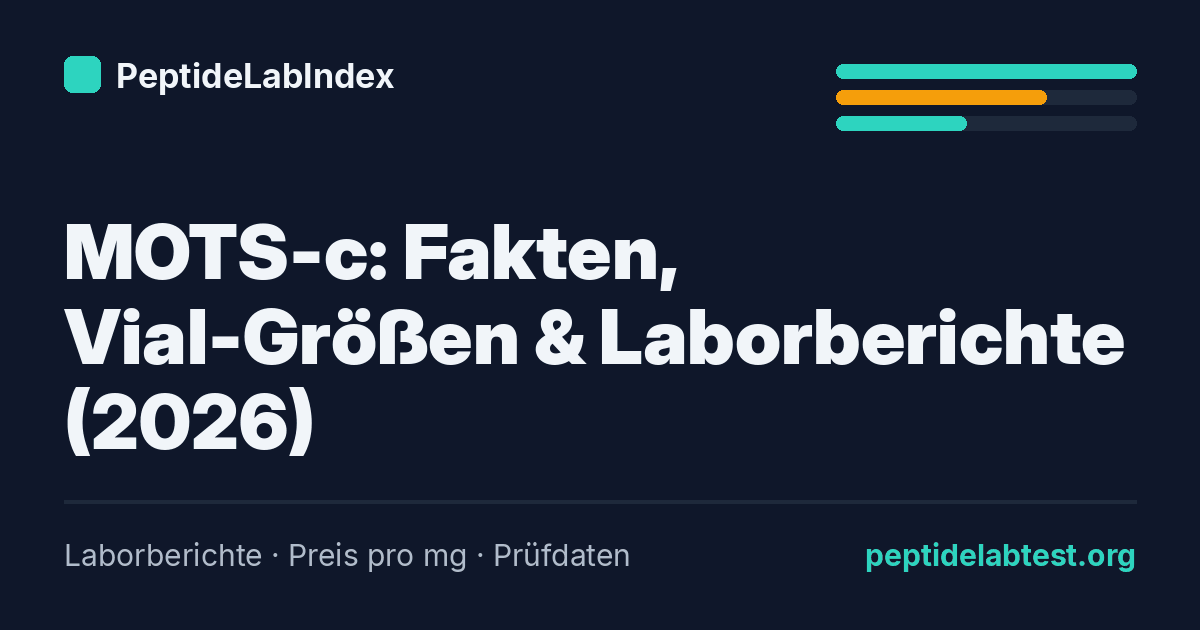 PeptideLabIndex
MOTS-c: Fakten,
Vial-Größen & Laborberichte
(2026)
Laborberichte · Preis pro mg · Prüfdaten
peptidelabtest.org